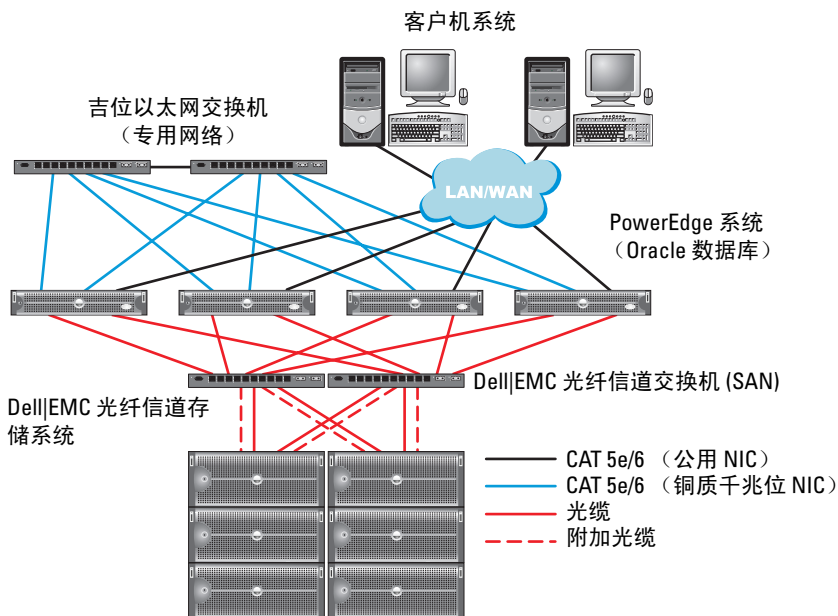 客户机系统
吉位以太网交换机
（专用网络）
LAN/WAN
PowerEdge 系统
（Oracle 数据库）
Dell|EMC 光纤信道交换机 (SAN)
Dell|EMC 光纤信道存
储系统
CAT 5e/6 （公用 NIC）
CAT 5e/6 （铜质千兆位 NIC）
光缆
附加光缆